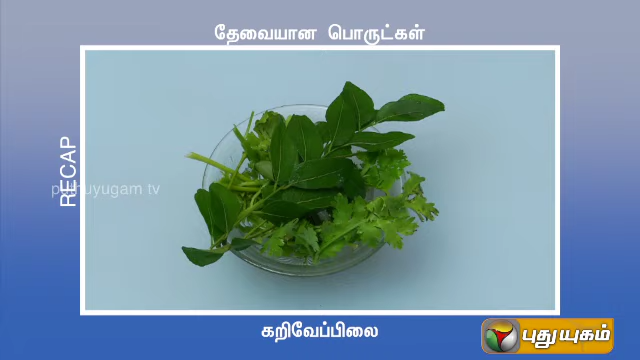 தேவையான பொருட்கள்
RECAP
puthuyugam tv
கறிவேப்பிலை
புதுயுகம்